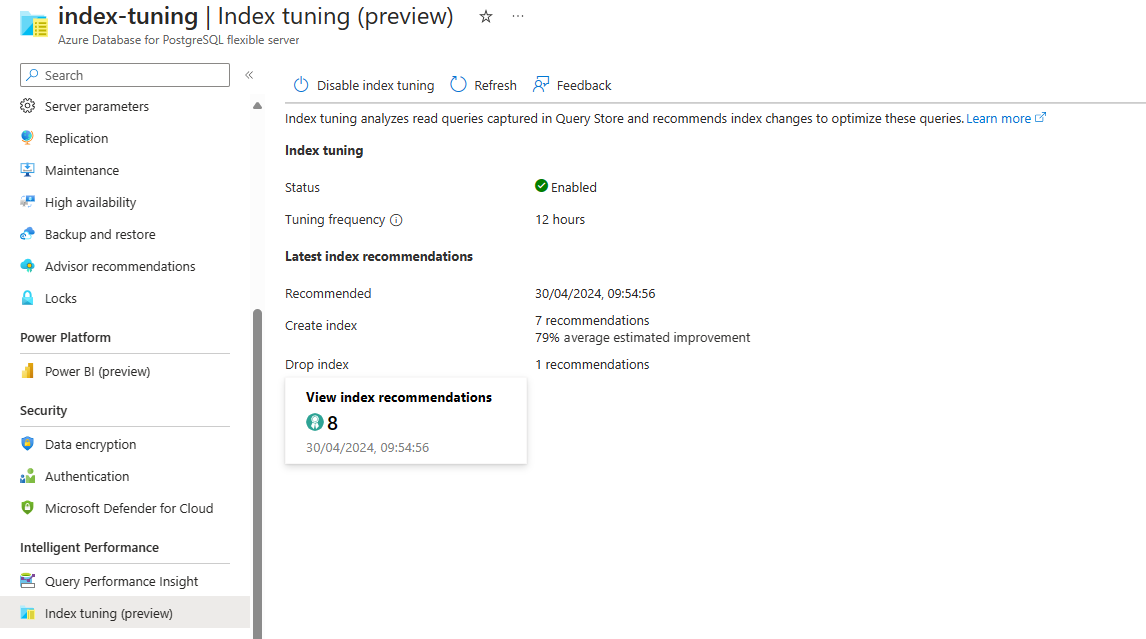 index-tuning | Index tuning (preview)
Azure Database for PostgreSQL flexible server
Search
Server parameters
Replication
Maintenance
High availability
Backup and restore
Advisor recommendations
Locks
Power Platform
Power BI (preview)
Security
Data encryption
Authentication
Microsoft Defender for Cloud
Intelligent Performance
Query Performance Insight
Index tuning (preview)
Disable index tuning Refresh Feedback
Index tuning analyzes read queries captured in Query Store and recommends index changes to optimize these queries. Learn more
Index tuning
Status Enabled
Tuning frequency 12 hours
Latest index recommendations
Recommended 30/04/2024, 09:54:56
Create index 7 recommendations
79% average estimated improvement
Drop index 1 recommendations
View index recommendations
8
30/04/2024, 09:54:56